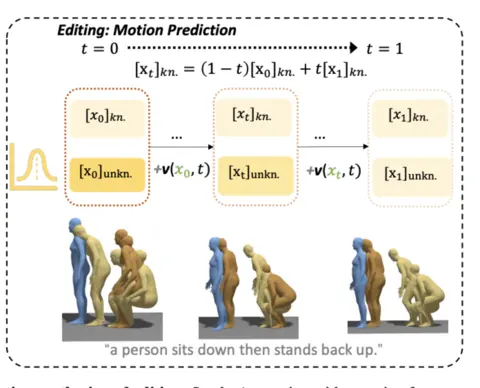 Editing: Motion Prediction
t = 0 t = 1
[x_t]kn. = (1 − t)[x_0]kn. + t[x_1]kn.
[x_0]kn. ... [x_t]kn. ... [x_1]kn.
[x_0]unkn. +v(x_0, t) [x_t]unkn. +v(x_t, t) [x_1]unkn.
"a person sits down then stands back up."